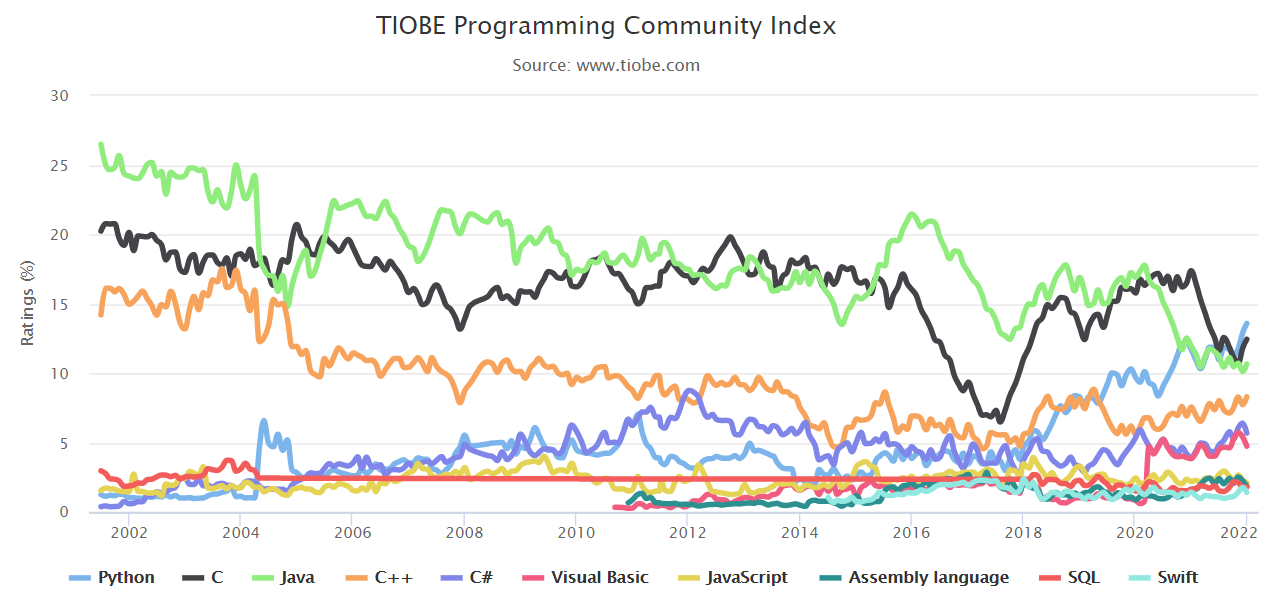 TIOBE Programming Community Index
Source: www.tiobe.com
Ratings (%)
30
25
20
15
10
5
0
2002 2004 2006 2008 2010 2012 2014 2016 2018 2020 2022
Python C Java C++ C# Visual Basic JavaScript Assembly language SQL Swift